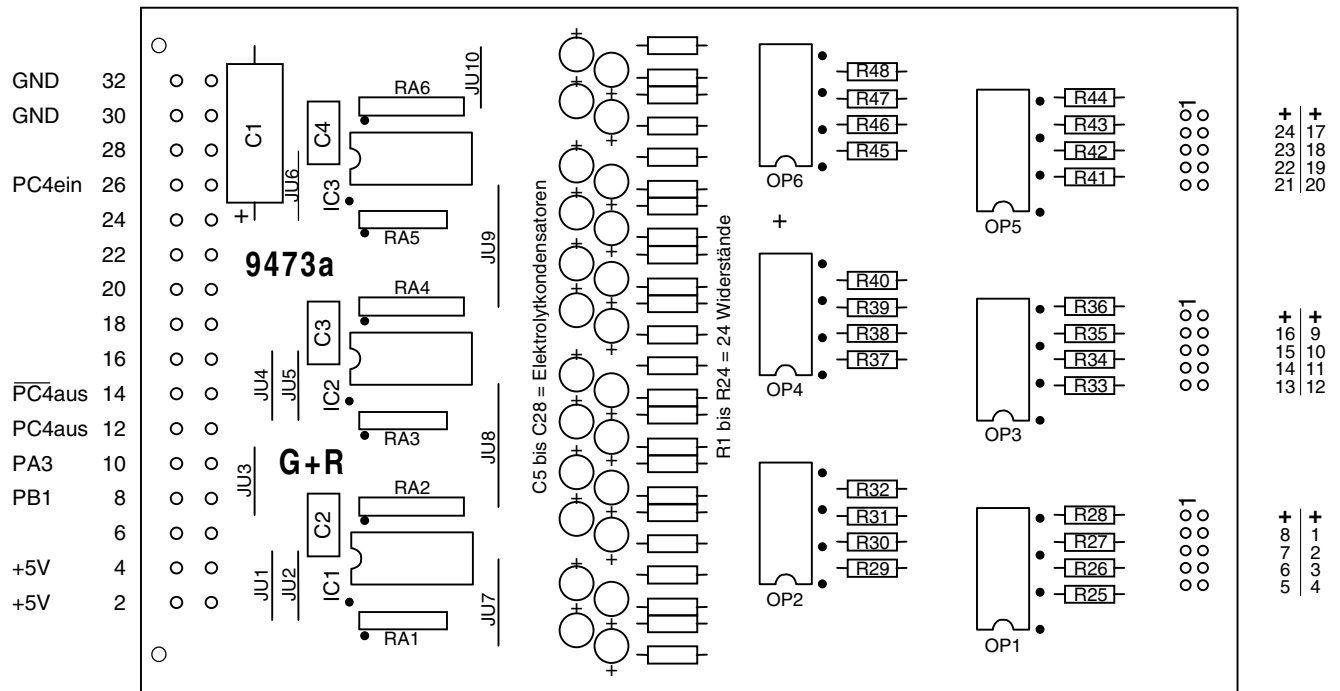 GND 32
GND 30
28
PC4ein 26
24
22
20
18
16
PC4aus 14
PC4aus 12
PA3 10
PB1 8
6
+5V 4
+5V 2
C1
+
JU6
C4
RA6
JU10
IC3
RA5
9473a
JU9
RA4
C3
JU4
JU5
IC2
RA3
JU8
G+R
JU3
RA2
C2
JU1
JU2
IC1
RA1
JU7
C5 bis C28 = Elektrolytkondensatoren
R1 bis R24 = 24 Widerstände
R48
R47
R46
R45
OP6
+
R40
R39
R38
R37
OP4
R32
R31
R30
R29
OP2
R44
R43
R42
R41
OP5
R36
R35
R34
R33
OP3
R28
R27
R26
R25
OP1
1
+ +
24 17
23 18
22 19
21 20
1
+ +
16 9
15 10
14 11
13 12
1
+ +
8 1
7 2
6 3
5 4